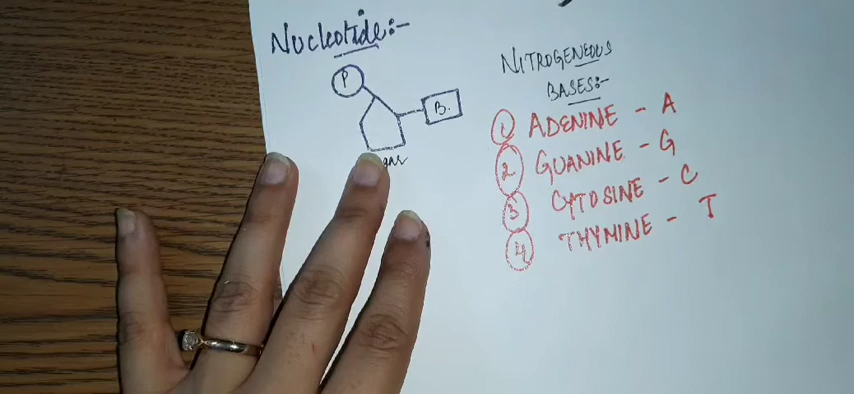 Nucleotide:-
P
B.
NITROGENEOUS
BASES:-
1 ADENINE - A
2 GUANINE - G
3 CYTOSINE - C
4 THYMINE - T